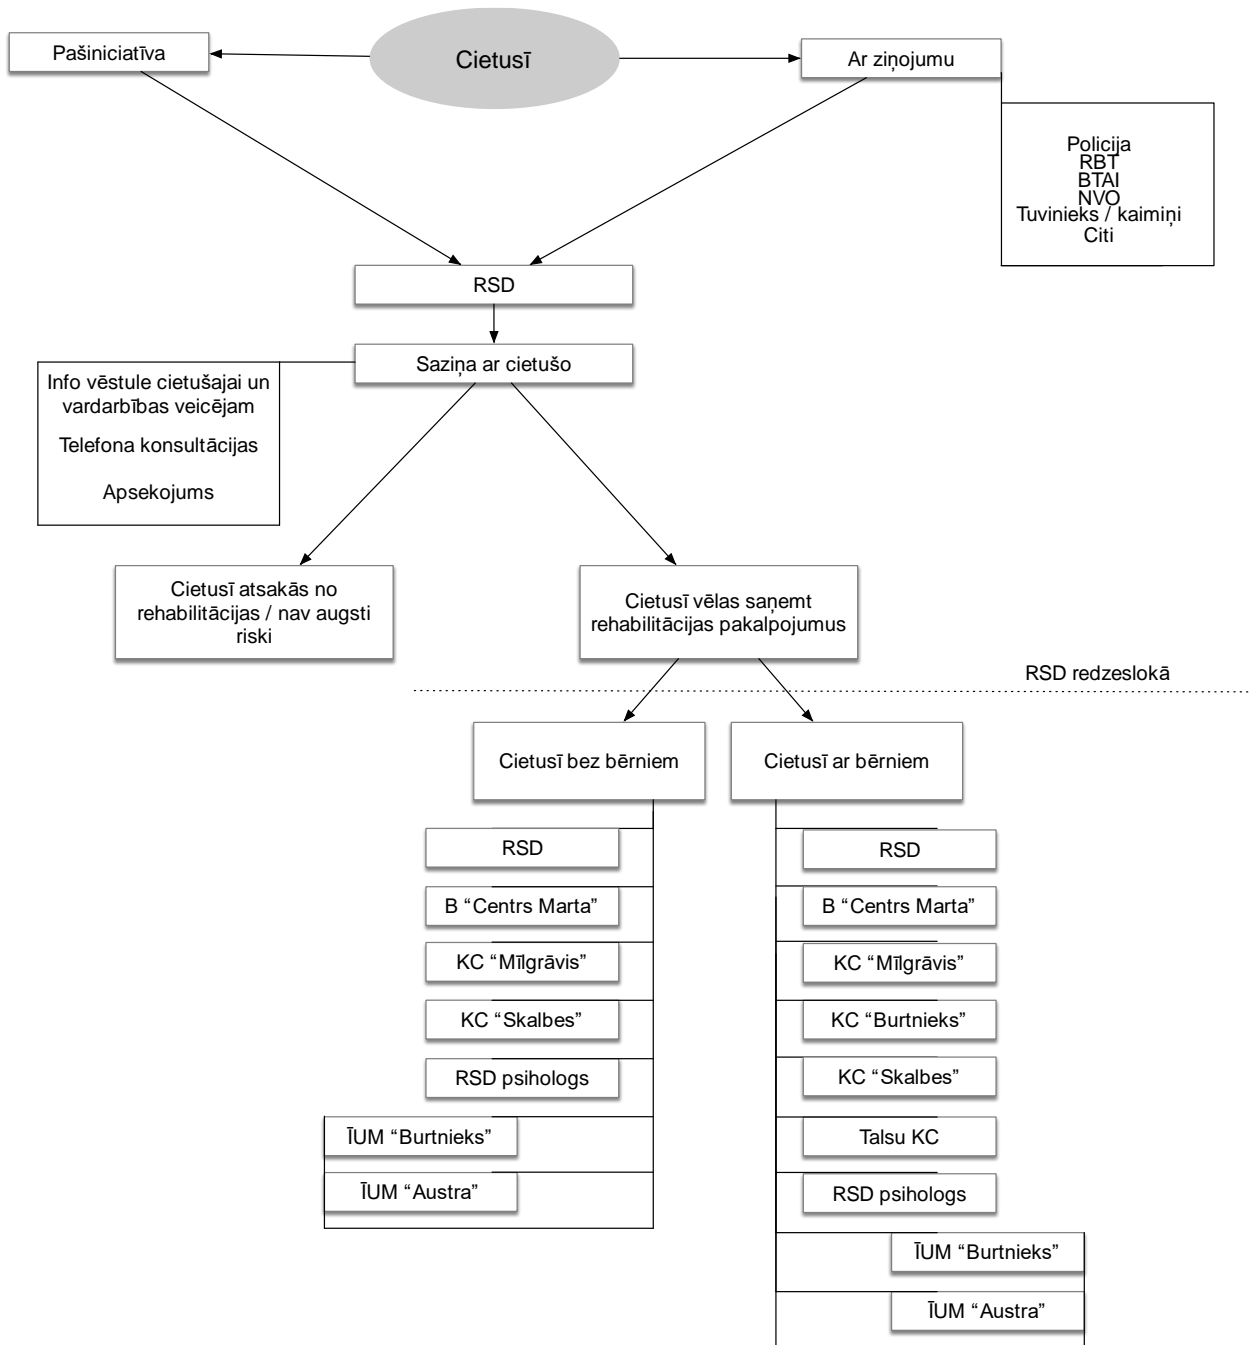 Pašiniciatīva
Cietusī
Ar ziņojumu
Policija
RBT
BTAI
NVO
Tuvinieks / kaimiņi
Citi
RSD
Saziņa ar cietušo
Info vēstule cietušajai un
vardarbības veicējam
Telefona konsultācijas
Apsekojums
Cietusī atsakās no
rehabilitācijas / nav augsti
riski
Cietusī vēlas saņemt
rehabilitācijas pakalpojumus
RSD redzeslokā
Cietusī bez bērniem
Cietusī ar bērniem
RSD
B “Centrs Marta”
KC “Mīlgrāvis”
KC “Skalbes”
RSD psihologs
ĪUM “Burtnieks”
ĪUM “Austra”
RSD
B “Centrs Marta”
KC “Mīlgrāvis”
KC “Burtnieks”
KC “Skalbes”
Talsu KC
RSD psihologs
ĪUM “Burtnieks”
ĪUM “Austra”